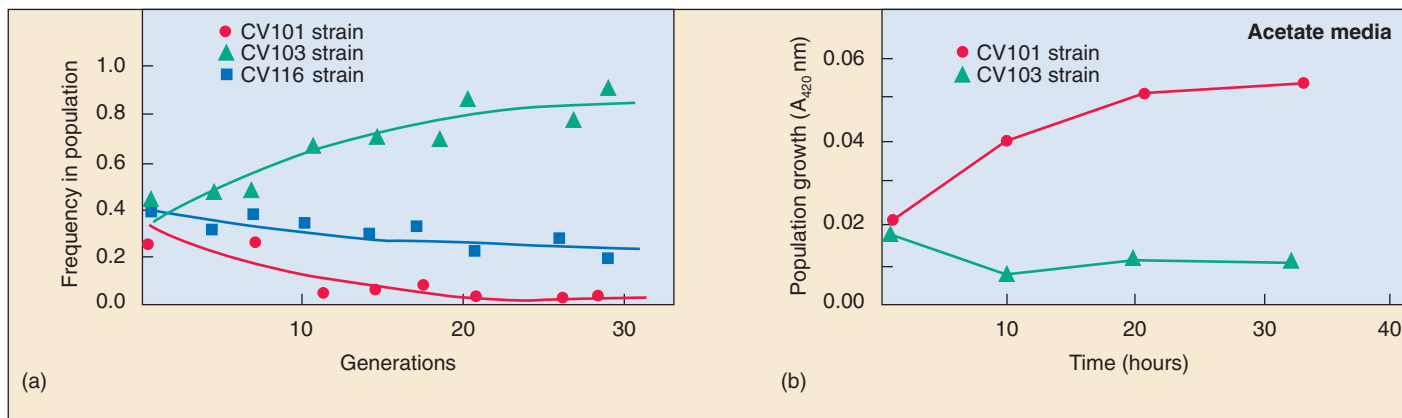 CV101 strain
CV103 strain
CV116 strain
1.0
0.8
0.6
0.4
0.2
0.0
Frequency in population
10
20
30
Generations
(a)
Acetate media
CV101 strain
CV103 strain
0.06
0.04
0.02
0.00
Population growth (A420 nm)
10
20
30
40
Time (hours)
(b)